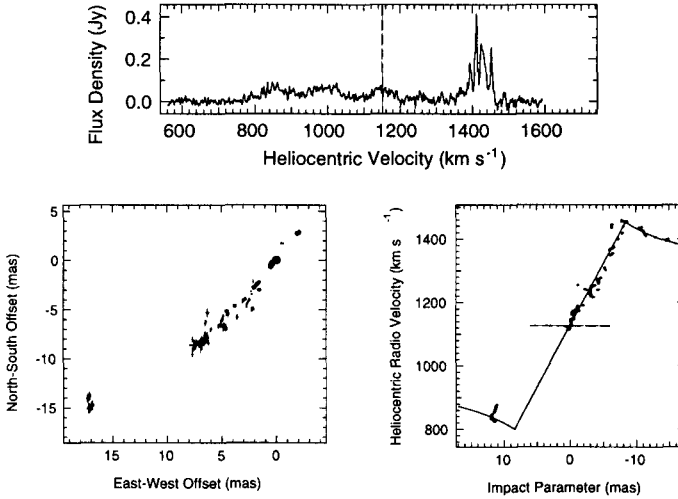 0.4
0.2
0.0
Flux Density (Jy)
600 800 1000 1200 1400 1600
Heliocentric Velocity (km s⁻¹)
5
0
-5
-10
-15
North-South Offset (mas)
15 10 5 0
East-West Offset (mas)
1400
1200
1000
800
Heliocentric Radio Velocity (km s⁻¹)
10 0 -10
Impact Parameter (mas)